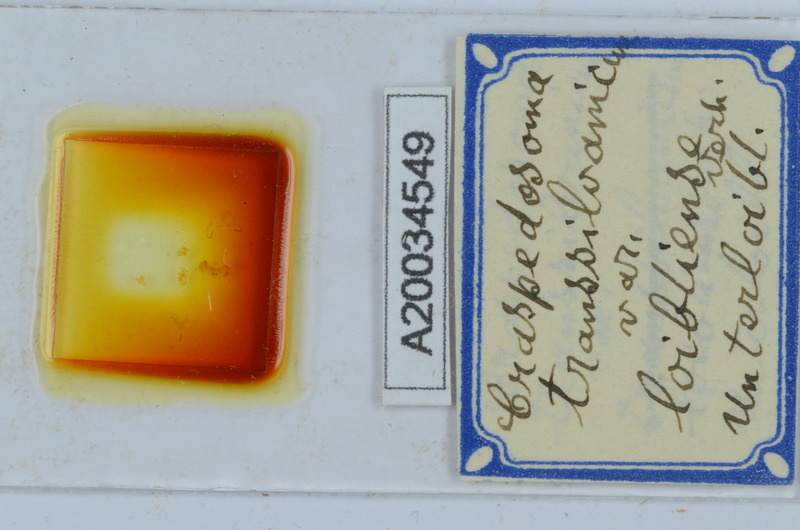 A20034549
Craspedosoma
transsilvanicum
var.
loibliense
Verh.
Unterloibl.